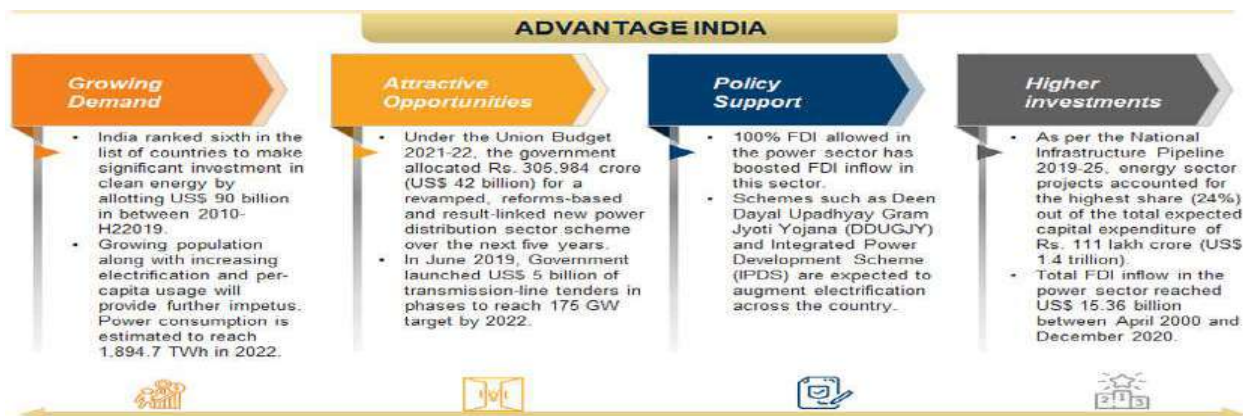 ADVANTAGE INDIA
Growing
Demand
• India ranked sixth in the
list of countries to make
significant investment in
clean energy by
allotting US$ 90 billion
in between 2010-
H22019.
• Growing population
along with increasing
electrification and per-
capita usage will
provide further impetus.
Power consumption is
estimated to reach
1,894.7 TWh in 2022.
Attractive
Opportunities
• Under the Union Budget
2021-22, the government
allocated Rs. 305,984 crore
(US$ 42 billion) for a
revamped, reforms-based
and result-linked new power
distribution sector scheme
over the next five years.
• In June 2019, Government
launched US$ 5 billion of
transmission-line tenders in
phases to reach 175 GW
target by 2022.
Policy
Support
• 100% FDI allowed in
the power sector has
boosted FDI inflow in
this sector.
• Schemes such as Deen
Dayal Upadhyay Gram
Jyoti Yojana (DDUGJY)
and Integrated Power
Development Scheme
(IPDS) are expected to
augment electrification
across the country.
Higher
investments
• As per the National
Infrastructure Pipeline
2019-25, energy sector
projects accounted for
the highest share (24%)
out of the total expected
capital expenditure of
Rs. 111 lakh crore (US$
1.4 trillion).
• Total FDI inflow in the
power sector reached
US$ 15.36 billion
between April 2000 and
December 2020.
2 1 3